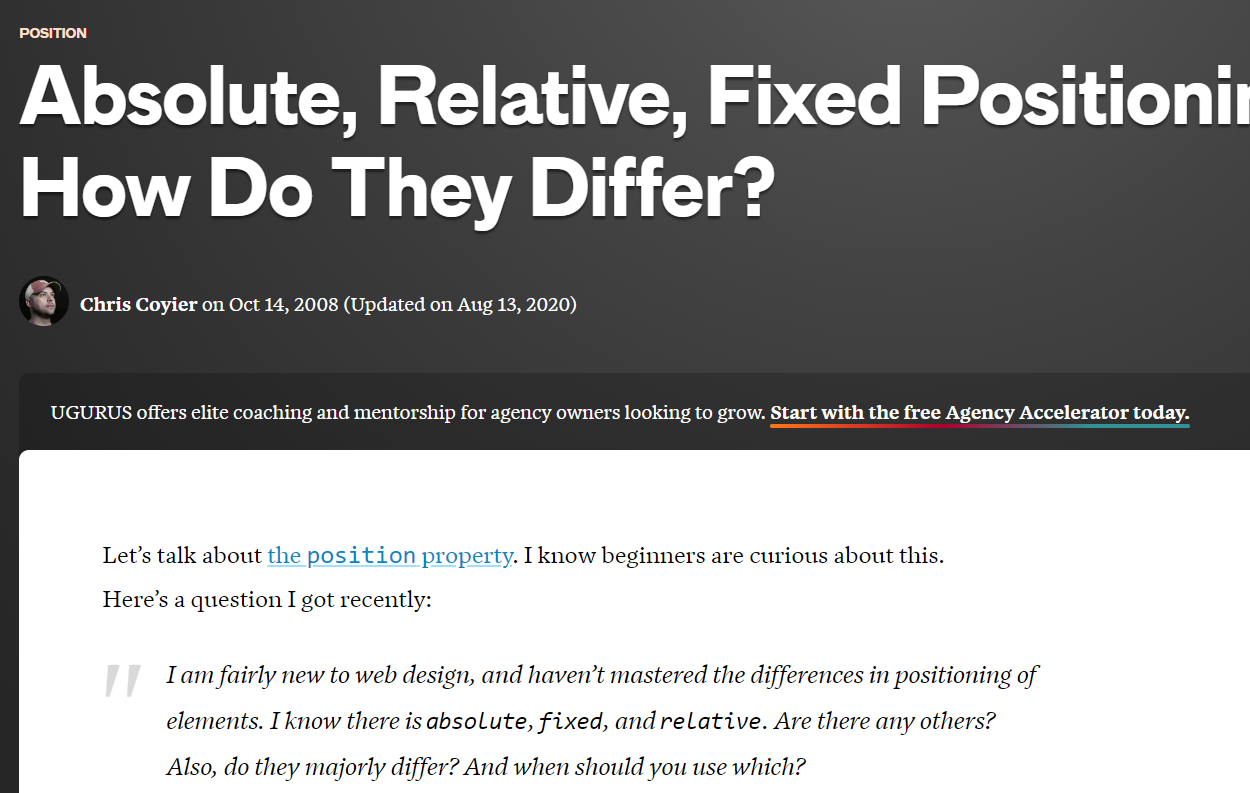 POSITION
Absolute, Relative, Fixed
How Do They Differ?
Chris Coyier on Oct 14, 2008 (Updated on Aug 13, 2020)
UGURUS offers elite coaching and mentorship for agency owners looking to grow. Start with the free Agency Accelerator today.
Let’s talk about the position property. I know beginners are curious about this.
Here’s a question I got recently:
"
I am fairly new to web design, and haven’t mastered the differences in positioning of
elements. I know there is absolute, fixed, and relative. Are there any others?
Also, do they majorly differ? And when should you use which?